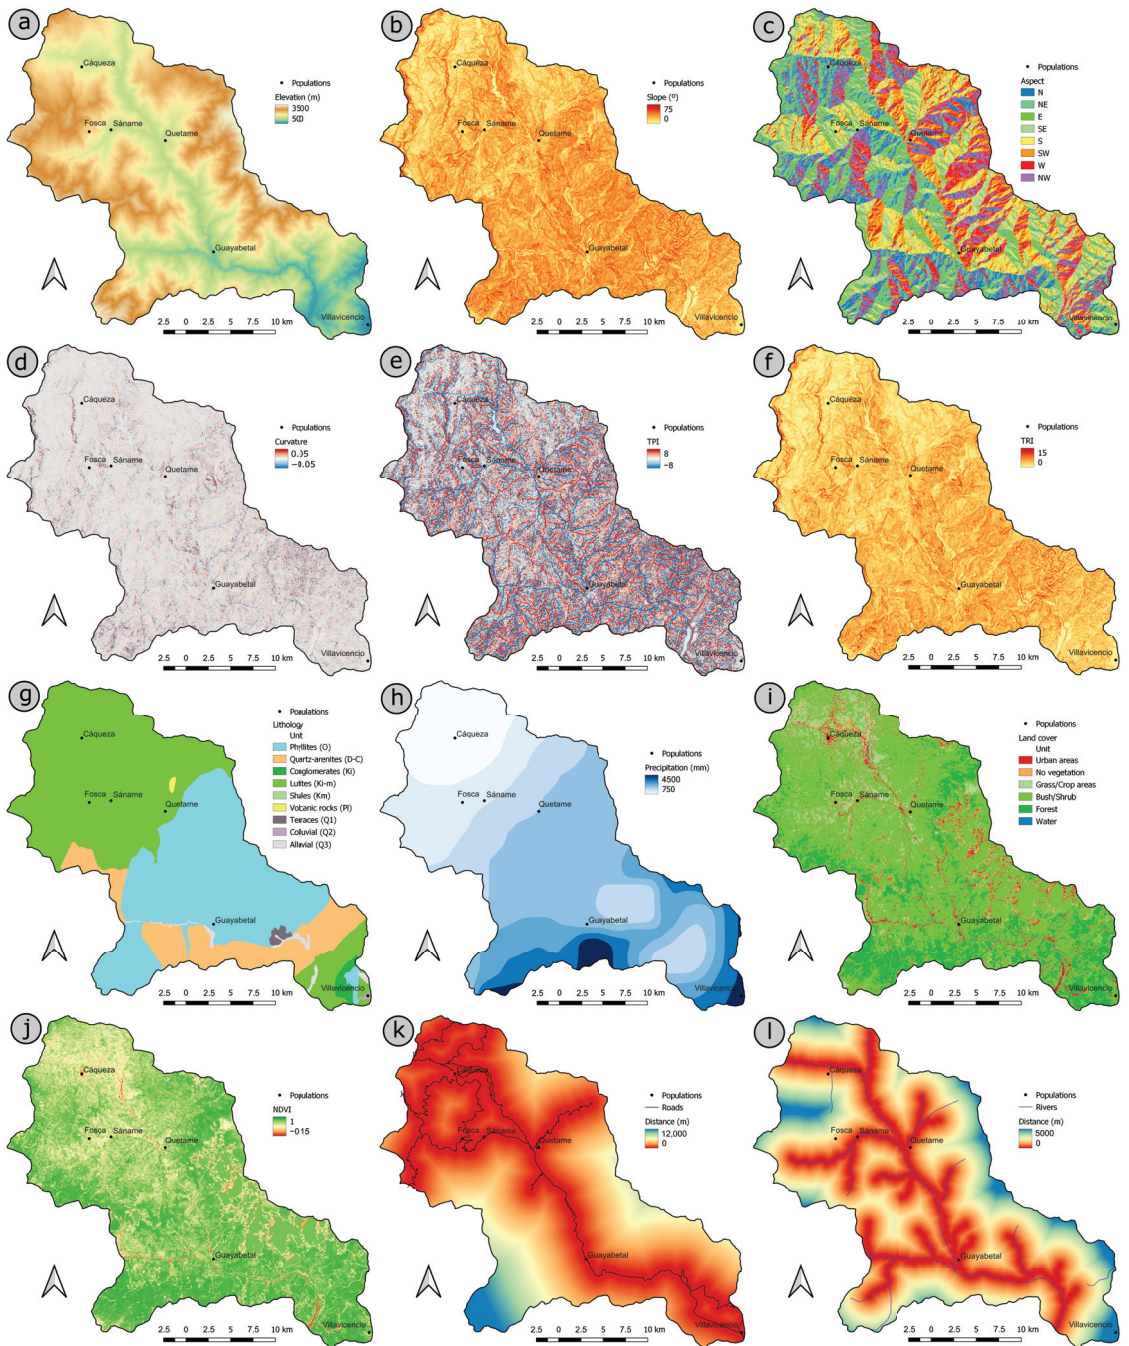 a
Cáqueza
Populations
Elevation (m)
3500
500
Fosca
Sáname
Quetame
Guayabetal
Villavicencio
2.5 0 2.5 5 7.5 10 km
b
Cáqueza
Populations
Slope (º)
75
0
Fosca
Sáname
Quetame
Guayabetal
Villavicencio
2.5 0 2.5 5 7.5 10 km
c
Cáqueza
Populations
Aspect
N
NE
E
SE
S
SW
W
NW
Fosca
Sáname
Quetame
Guayabetal
Villavicencio
2.5 0 2.5 5 7.5 10 km
d
Cáqueza
Populations
Curvature
0.05
−0.05
Fosca
Sáname
Quetame
Guayabetal
Villavicencio
2.5 0 2.5 5 7.5 10 km
e
Cáqueza
Populations
TPI
8
−8
Fosca
Sáname
Quetame
Guayabetal
Villavicencio
2.5 0 2.5 5 7.5 10 km
f
Cáqueza
Populations
TRI
15
0
Fosca
Sáname
Quetame
Guayabetal
Villavicencio
2.5 0 2.5 5 7.5 10 km
g
Cáqueza
Populations
Lithology
Unt
Phyllites (O)
Quartz-arenites (D-C)
Coeglomerates (Ki)
Lutites (Ki-m)
Shales (Km)
Volcanic rocks (Pl)
Teraces (Q1)
Coluvial (Q2)
Alluvial (Q3)
Fosca
Sáname
Quetame
Guayabetal
Villavicencio
2.5 0 2.5 5 7.5 10 km
h
Cáqueza
Populations
Precipitation (mm)
4500
750
Fosca
Sáname
Quetame
Guayabetal
Villavicencio
2.5 0 2.5 5 7.5 10 km
i
Cáqueza
Populations
Land cover
Unit
Urban areas
No vegetation
Grass/Crop areas
Bush/Shrub
Forest
Water
Fosca
Sáname
Quetame
Guayabetal
Villavicencio
2.5 0 2.5 5 7.5 10 km
j
Cáqueza
Populations
NDVI
1
−015
Fosca
Sáname
Quetame
Guayabetal
Villavicencio
2.5 0 2.5 5 7.5 10 km
k
Cáqueza
Populations
Roads
Distance (m)
12,000
0
Fosca
Sáname
Quetame
Guayabetal
Villavicencio
2.5 0 2.5 5 7.5 10 km
l
Cáqueza
Populations
Rivers
Distance (m)
5000
0
Fosca
Sáname
Quetame
Guayabetal
Villavicencio
2.5 0 2.5 5 7.5 10 km